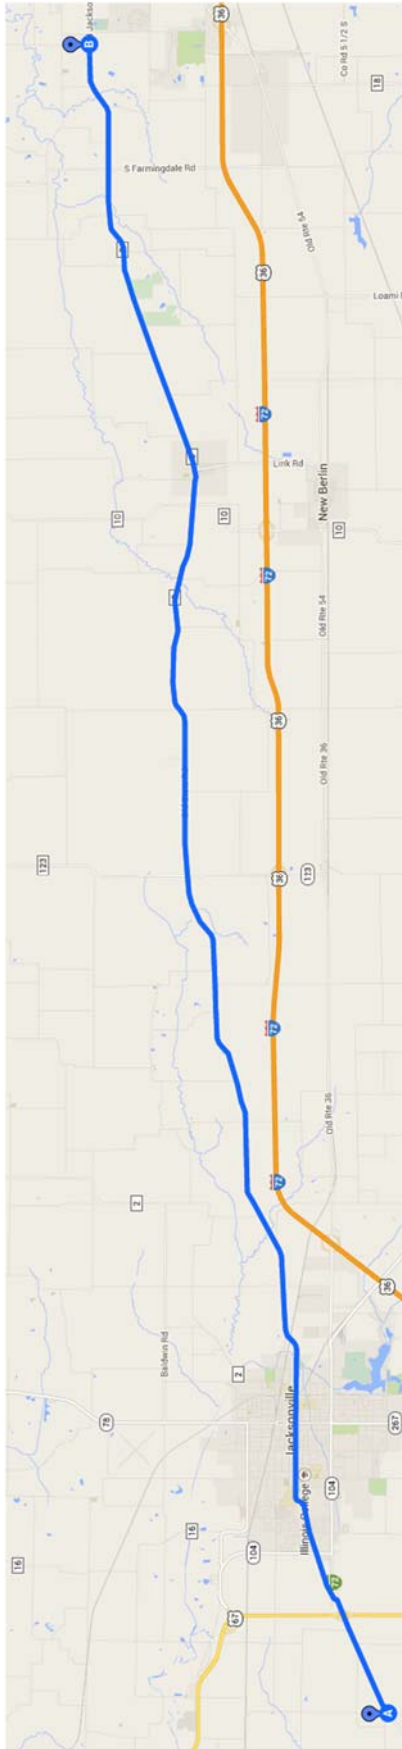 Jackso
B
36
Co Rd 5 1/2 S
18
S Farmingdale Rd
Old Rte 54
36
Loami
72
Link Rd
New Berlin
10
10
10
72
Old Rte 54
36
Old Rte 36
123
36
123
72
Old Rte 36
72
2
36
Baldwin Rd
2
78
Jacksonville
267
104
Illinois College
16
104
72
16
67
A